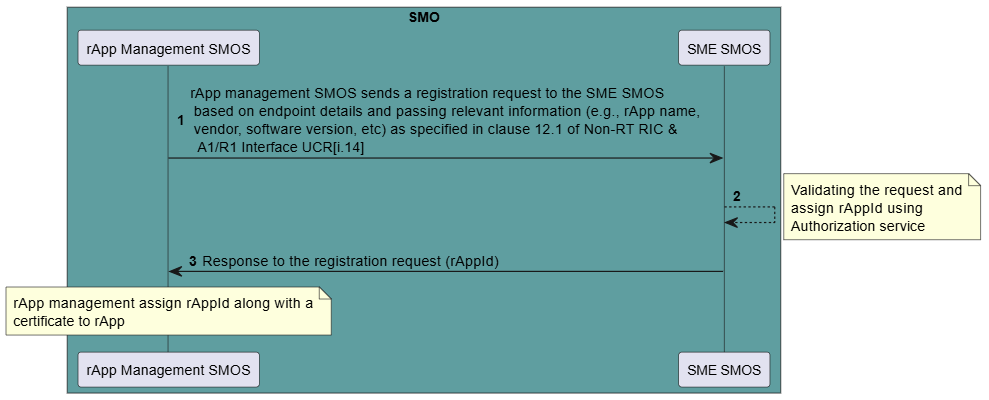 SMO
rApp Management SMOS
SME SMOS
rApp management SMOS sends a registration request to the SME SMOS
based on endpoint details and passing relevant information (e.g., rApp name,
1
vendor, software version, etc) as specified in clause 12.1 of Non-RT RIC &
A1/R1 Interface UCR[i.14]
2
Validating the request and
assign rAppId using
Authorization service
3 Response to the registration request (rAppId)
rApp management assign rAppId along with a
certificate to rApp
rApp Management SMOS
SME SMOS